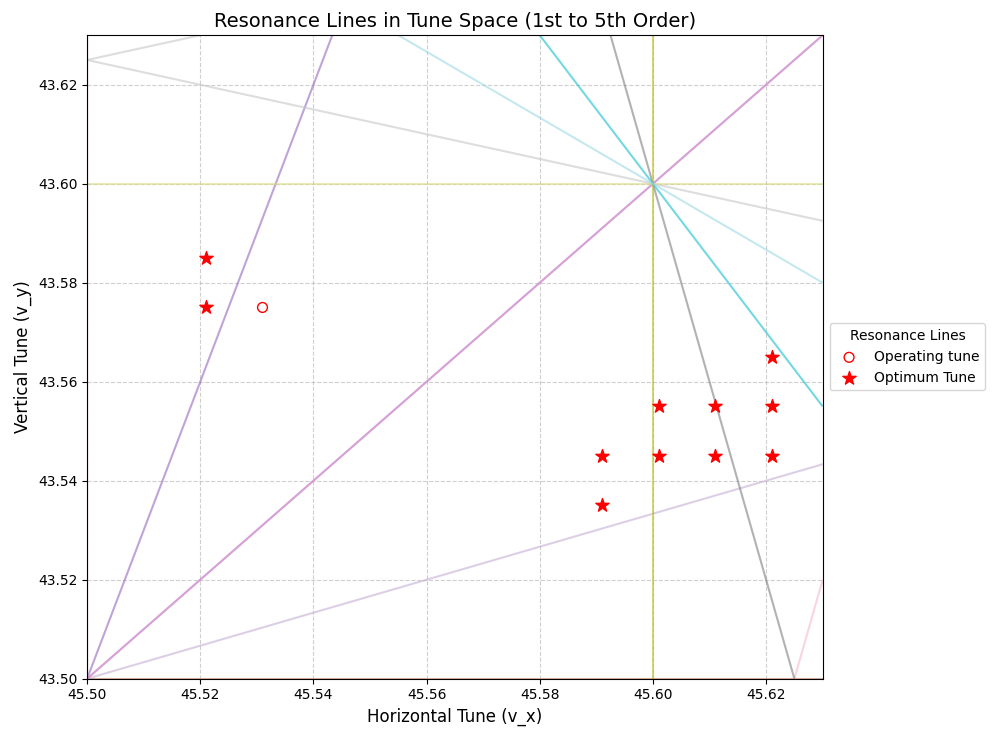 Resonance Lines in Tune Space (1st to 5th Order)
Vertical Tune (v_y)
43.62
43.60
43.58
43.56
43.54
43.52
43.50
45.50 45.52 45.54 45.56 45.58 45.60 45.62
Horizontal Tune (v_x)
Resonance Lines
Operating tune
Optimum Tune